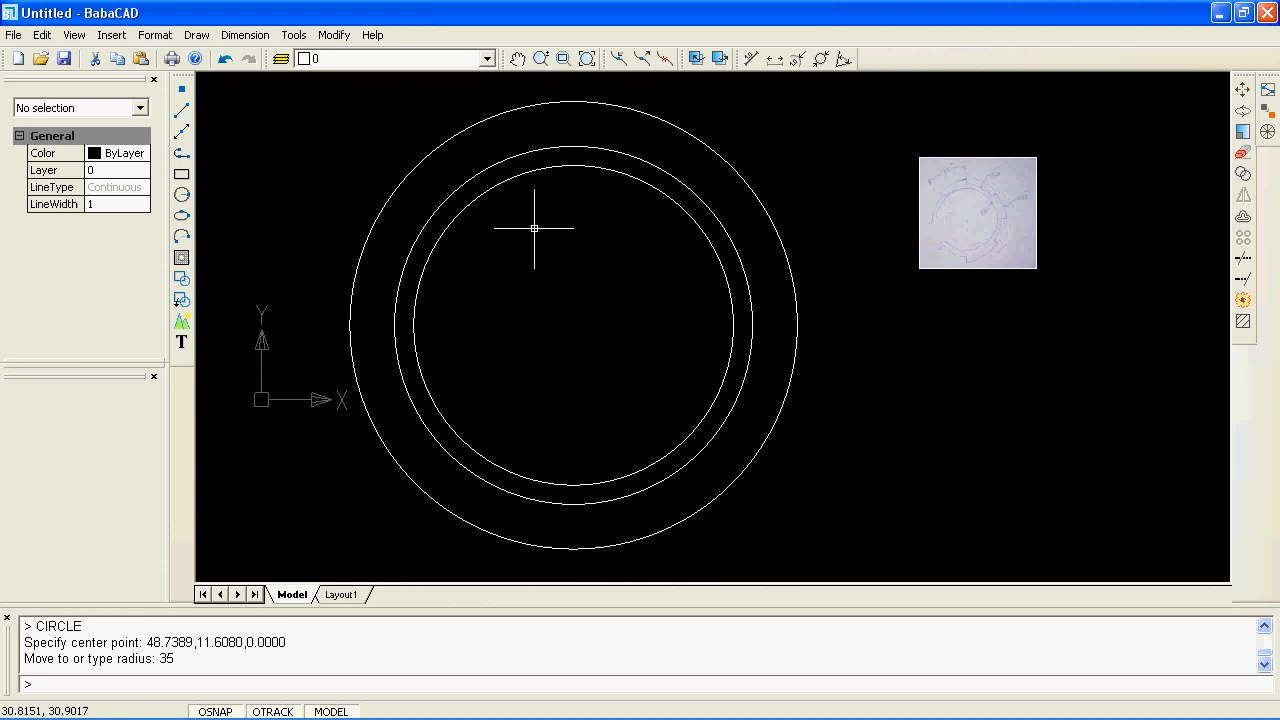 Untitled - BabaCAD
File Edit View Insert Format Draw Dimension Tools Modify Help
0
No selection
General
Color ByLayer
Layer 0
LineType Continuous
LineWidth 1
T
Y
X
Model Layout1
> CIRCLE
Specify center point: 48.7389,11.6080,0.0000
Move to or type radius: 35
>
30.8151, 30.9017 OSNAP OTRACK MODEL